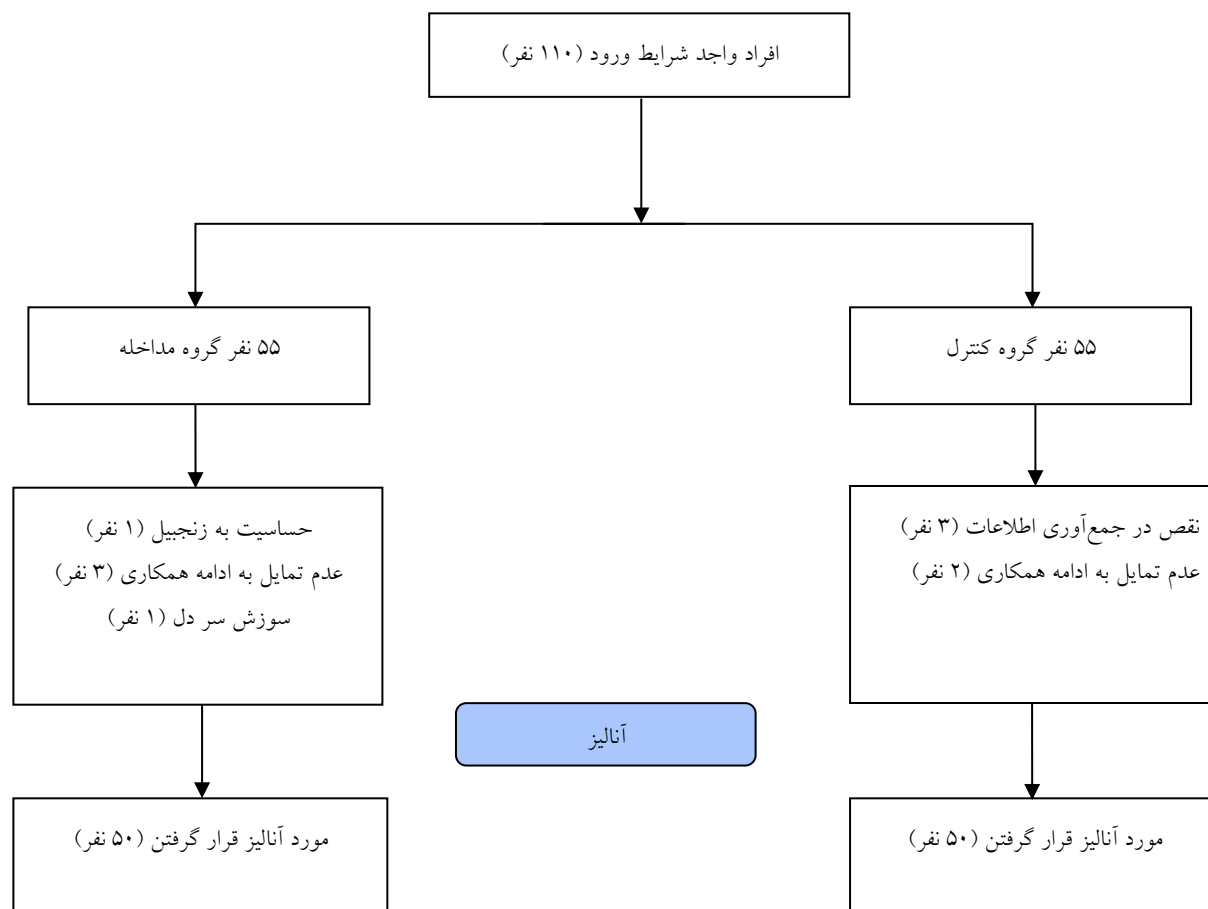 افراد واجد شرایط ورود (۱۱۰ نفر)
۵۵ نفر گروه کنترل
۵۵ نفر گروه مداخله
نقص در جمع‌آوری اطلاعات (۳ نفر)
عدم تمایل به ادامه همکاری (۲ نفر)
حساسیت به زنجبیل (۱ نفر)
عدم تمایل به ادامه همکاری (۳ نفر)
سوزش سر دل (۱ نفر)
آنالیز
مورد آنالیز قرار گرفتن (۵۰ نفر)
مورد آنالیز قرار گرفتن (۵۰ نفر)